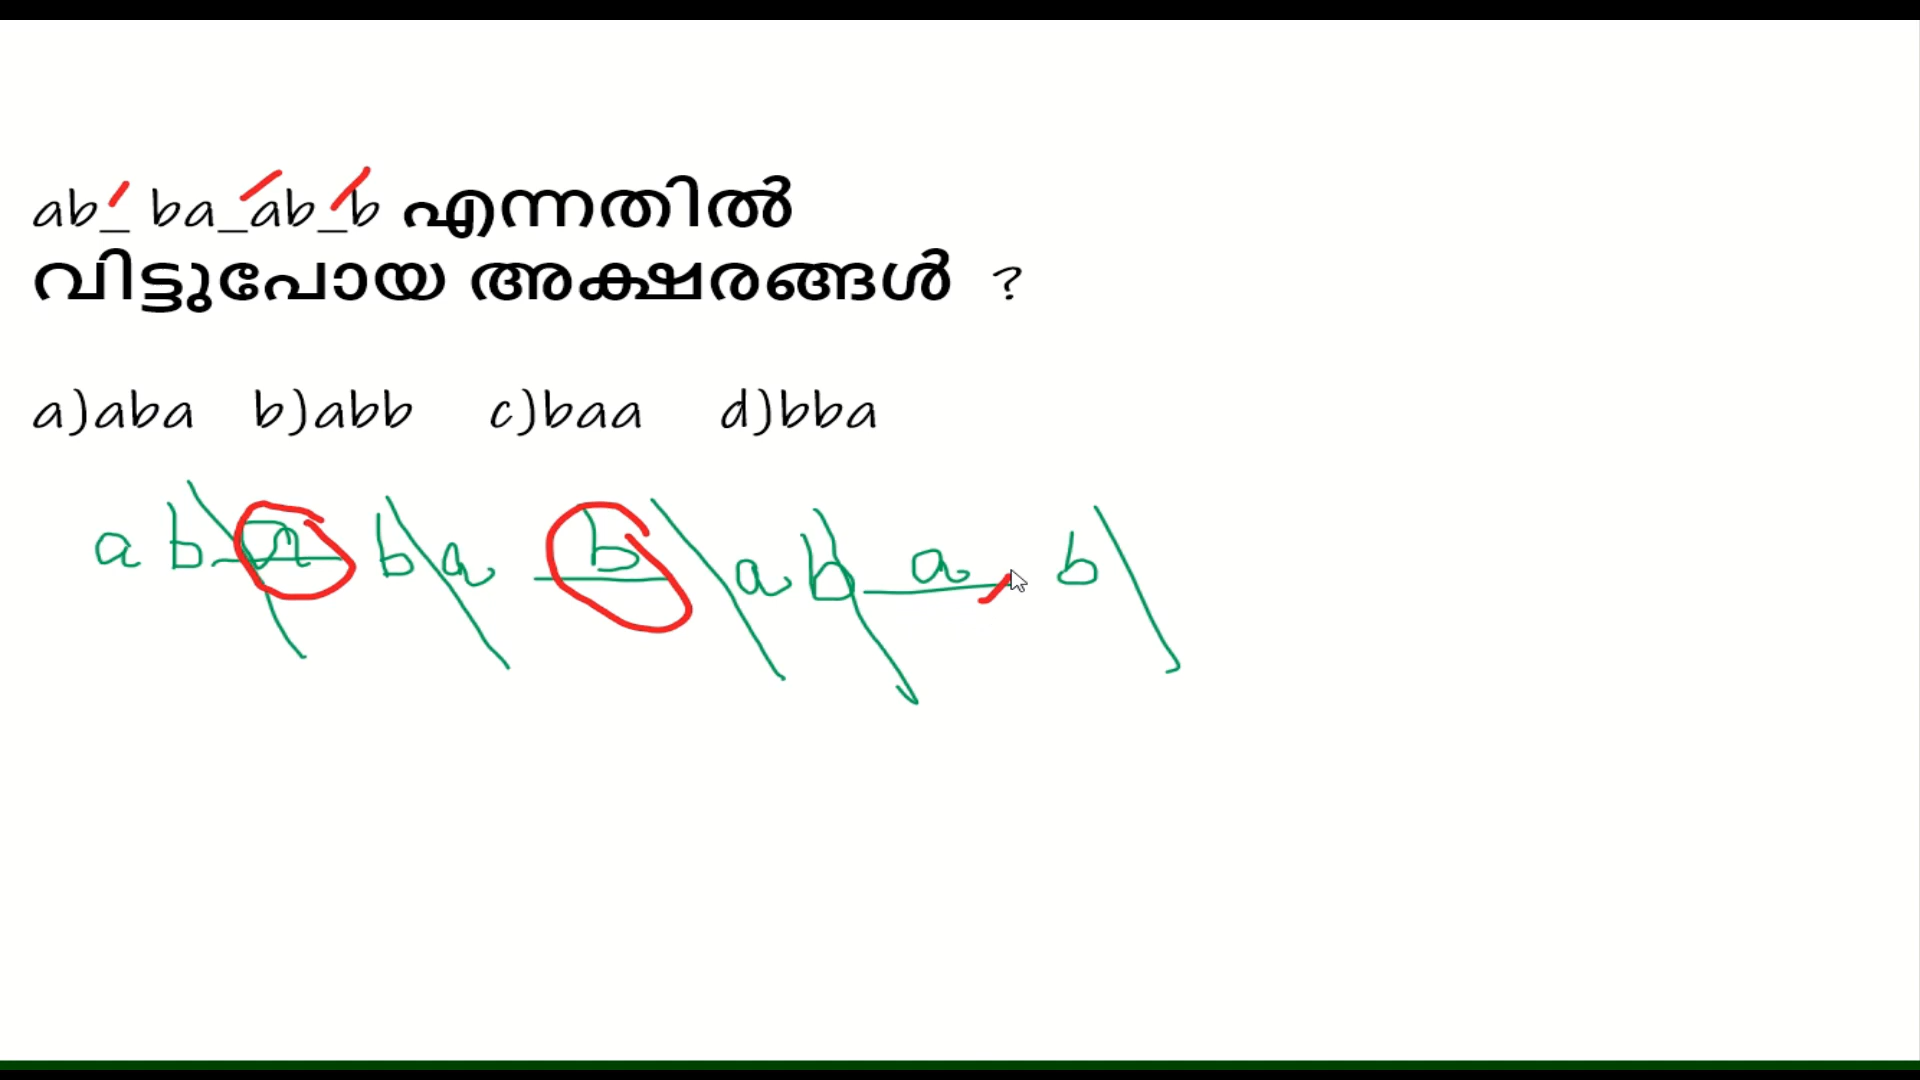 ab_ ba_ab_b എന്നതിൽ
വിട്ടുപോയ അക്ഷരങ്ങൾ ?
a)aba b)abb c)baa d)bba
a b a b a b a b a b